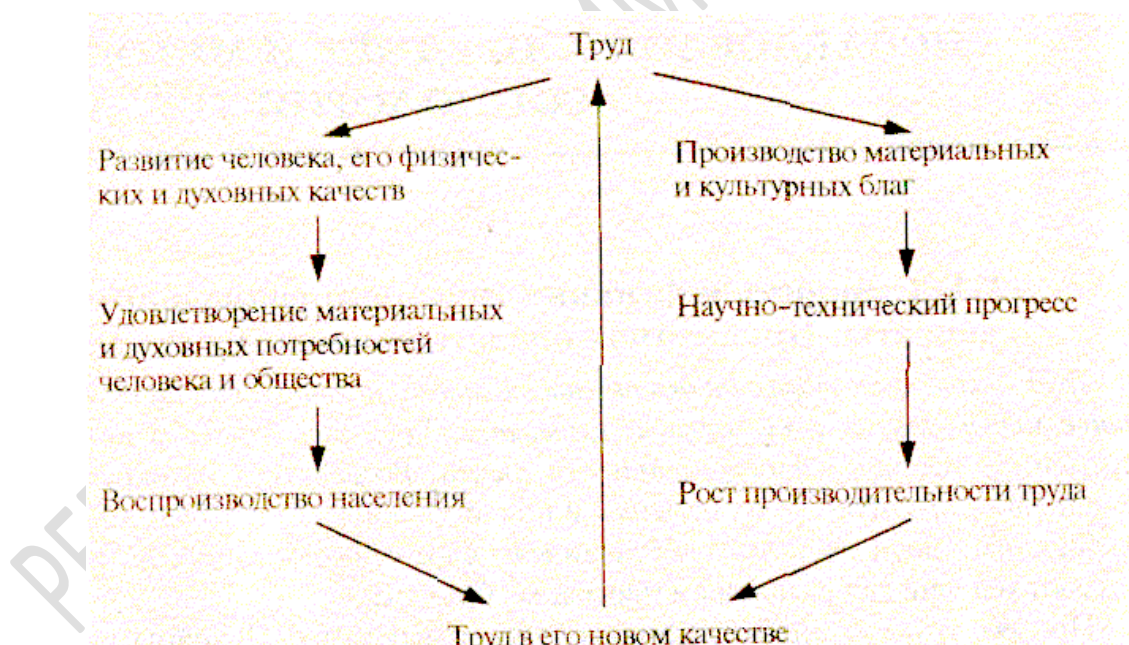 Труд
Развитие человека, его физичес-
ких и духовных качеств
Производство материальных
и культурных благ
Удовлетворение материальных
и духовных потребностей
человека и общества
Научно-технический прогресс
Воспроизводство населения
Рост производительности труда
Труд в его новом качестве